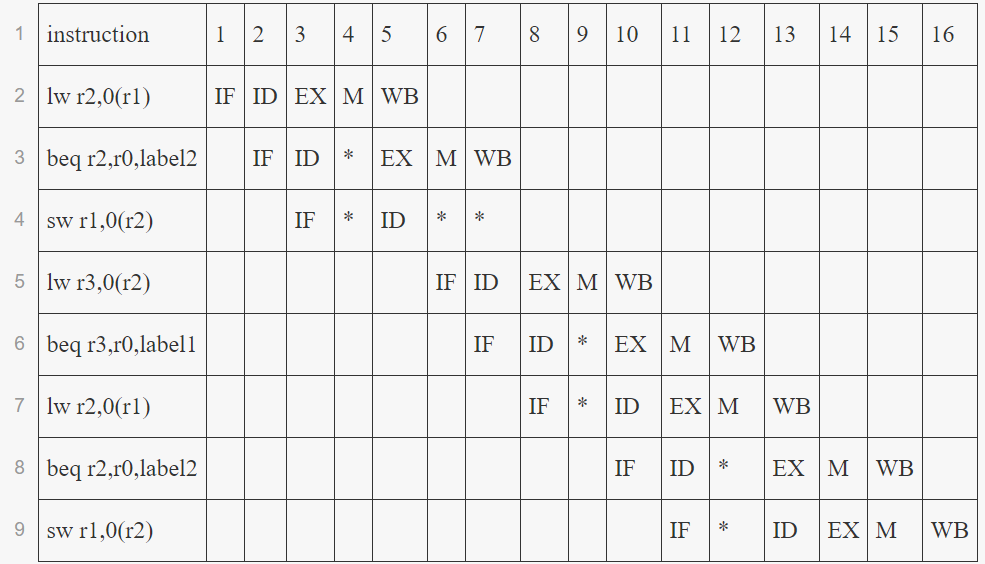 1 instruction 1 2 3 4 5 6 7 8 9 10 11 12 13 14 15 16
2 lw r2,0(r1) IF ID EX M WB
3 beq r2,r0,label2 IF ID * EX M WB
4 sw r1,0(r2) IF * ID * *
5 lw r3,0(r2) IF ID EX M WB
6 beq r3,r0,label1 IF ID * EX M WB
7 lw r2,0(r1) IF * ID EX M WB
8 beq r2,r0,label2 IF ID * EX M WB
9 sw r1,0(r2) IF * ID EX M WB